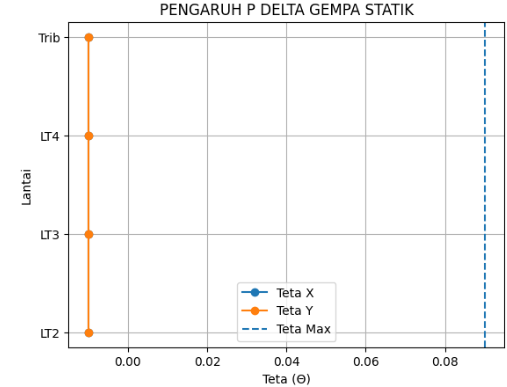 PENGARUH P DELTA GEMPA STATIK
Trib
LT4
LT3
LT2
Lantai
Teta X
Teta Y
Teta Max
0.00 0.02 0.04 0.06 0.08
Teta (Θ)